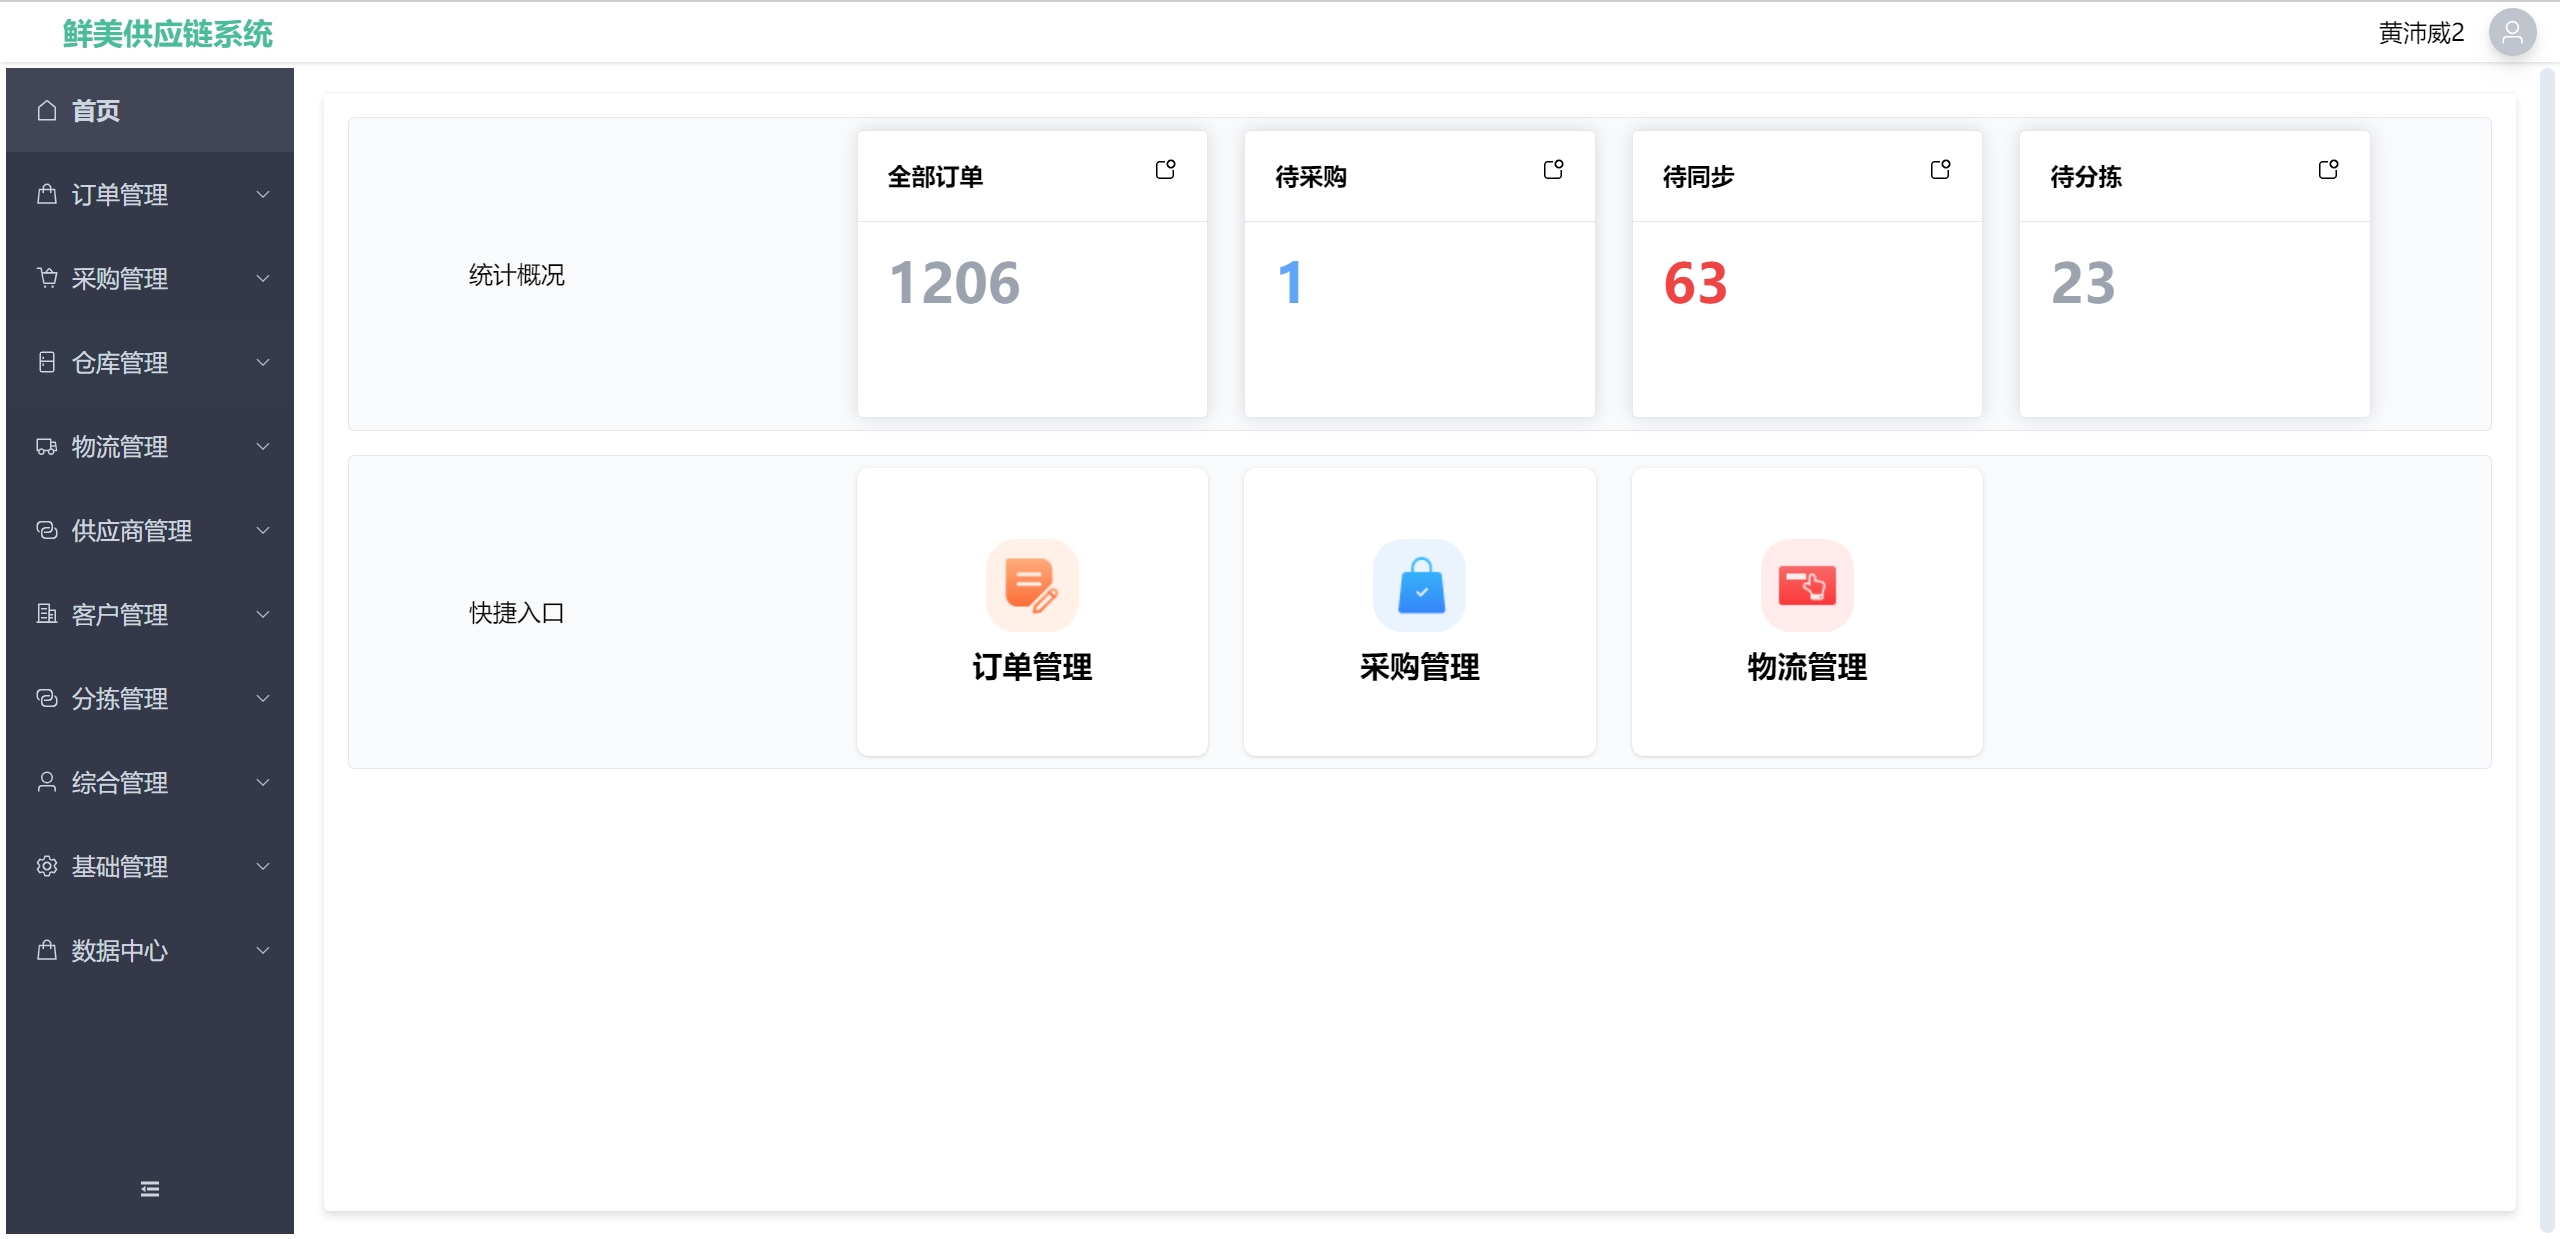 鲜美供应链系统
黄沛威2
首页
订单管理
采购管理
仓库管理
物流管理
供应商管理
客户管理
分拣管理
综合管理
基础管理
数据中心
统计概况
全部订单
1206
待采购
1
待同步
63
待分拣
23
快捷入口
订单管理
采购管理
物流管理